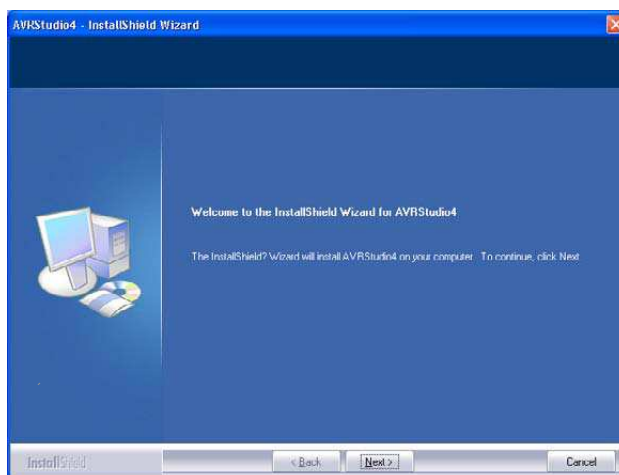 AVRStudio4 - InstallShield Wizard
Welcome to the InstallShield Wizard for AVRStudio4
The InstallShield? Wizard will install AVRStudio4 on your computer. To continue, click Next
InstallShield
< Back
Next >
Cancel